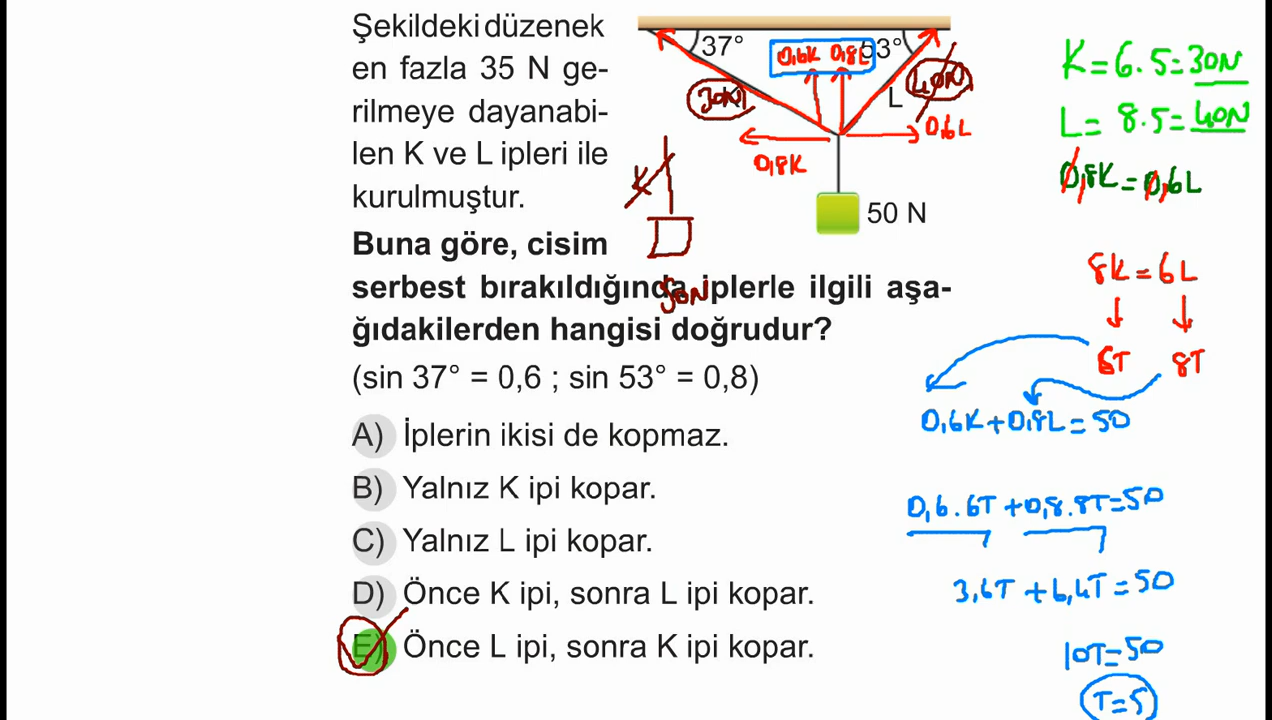 Şekildeki düzenek
en fazla 35 N ge-
rilmeye dayanabi-
len K ve L ipleri ile
kurulmuştur.
Buna göre, cisim
serbest bırakıldığında iplerle ilgili aşa-
ğıdakilerden hangisi doğrudur?
(sin 37° = 0,6 ; sin 53° = 0,8)
A) İplerin ikisi de kopmaz.
B) Yalnız K ipi kopar.
C) Yalnız L ipi kopar.
D) Önce K ipi, sonra L ipi kopar.
E) Önce L ipi, sonra K ipi kopar.
37°
53°
0,6K 0,8L
30N
40N
L
0,8K
0,6L
50 N
K
50N
K = 6.5 = 30N
L = 8.5 = 40N
0,8K = 0,6L
8K = 6L
6T 8T
0,6K + 0,8L = 50
0,6.6T + 0,8.8T = 50
3,6T + 6,4T = 50
10T = 50
T = 5